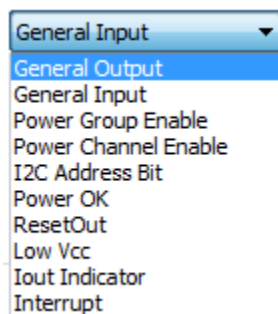 General Input
General Output
General Input
Power Group Enable
Power Channel Enable
I2C Address Bit
Power OK
ResetOut
Low Vcc
Iout Indicator
Interrupt